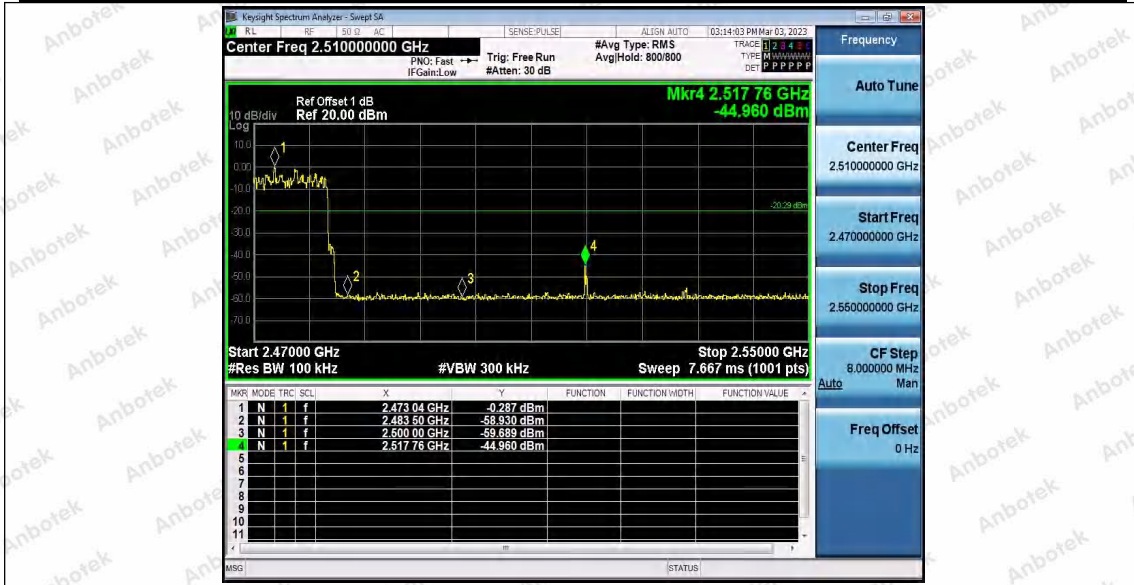 Keysight Spectrum Analyzer - Swept SA
RL RF 50 Ω AC SENSE:PULSE ALIGN AUTO 03:14:03 PM Mar 03, 2023
Center Freq 2.510000000 GHz
PNO: Fast
IFGain:Low
Trig: Free Run
#Atten: 30 dB
#Avg Type: RMS
Avg|Hold: 800/800
TRACE 1 2 3 4 5 6
TYPE M WWWWW
DET P P P P P P
Mkr4 2.517 76 GHz
-44.960 dBm
Ref Offset 1 dB
10 dB/div Ref 20.00 dBm
Log
10.0
0.00
-10.0
-20.0
-30.0
-40.0
-50.0
-60.0
-70.0
-20.29 dBm
1
2
3
4
Start 2.47000 GHz Stop 2.55000 GHz
#Res BW 100 kHz #VBW 300 kHz Sweep 7.667 ms (1001 pts)
MKR MODE TRC SCL X Y FUNCTION FUNCTION WIDTH FUNCTION VALUE
1 N 1 f 2.473 04 GHz -0.287 dBm
2 N 1 f 2.483 50 GHz -58.930 dBm
3 N 1 f 2.500 00 GHz -59.689 dBm
4 N 1 f 2.517 76 GHz -44.960 dBm
5
6
7
8
9
10
11
MSG STATUS
Frequency
Auto Tune
Center Freq
2.510000000 GHz
Start Freq
2.470000000 GHz
Stop Freq
2.550000000 GHz
CF Step
8.000000 MHz
Auto Man
Freq Offset
0 Hz
Anbotek